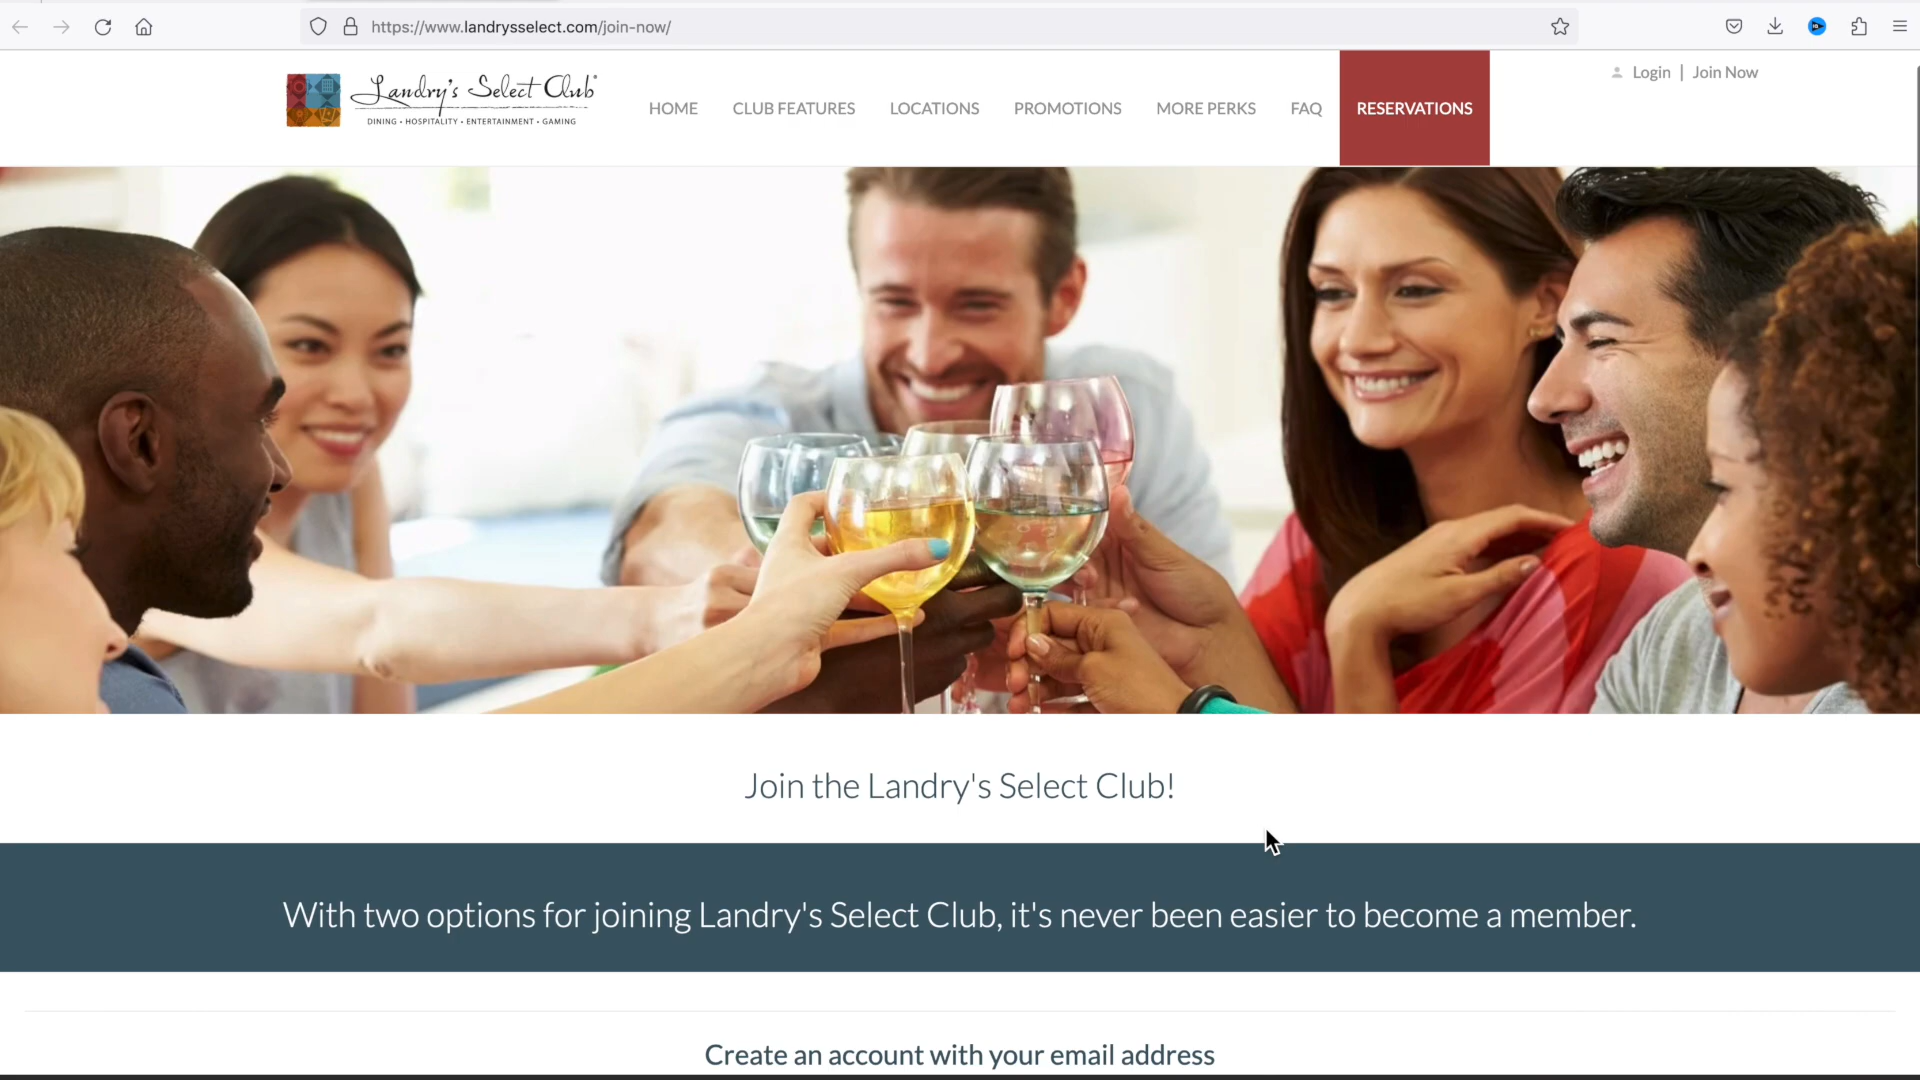 https://www.landrysselect.com/join-now/
Landry's Select Club®
DINING • HOSPITALITY • ENTERTAINMENT • GAMING
HOME
CLUB FEATURES
LOCATIONS
PROMOTIONS
MORE PERKS
FAQ
RESERVATIONS
Login | Join Now
Join the Landry's Select Club!
With two options for joining Landry's Select Club, it's never been easier to become a member.
Create an account with your email address